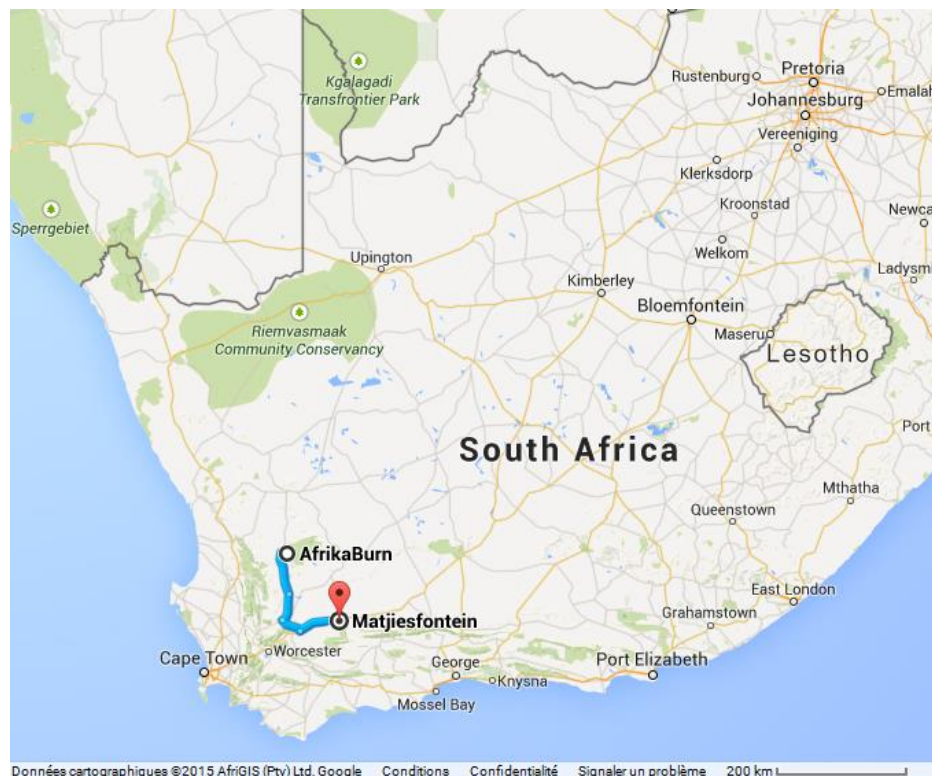 Kgalagadi
Transfrontier Park
Rustenburg
Pretoria
Johannesburg
Vereeniging
Klerksdorp
Kroonstad
Welkom
Sperrgebiet
Upington
Kimberley
Bloemfontein
Maseru
Lesotho
Riemvasmaak
Community Conservancy
South Africa
Mthatha
Queenstown
AfrikaBurn
Matjiesfontein
East London
Grahamstown
Worcester
Cape Town
George
Knysna
Port Elizabeth
Mossel Bay
Emalah
Newca
Ladysm
Port
Données cartographiques ©2015 AfriGIS (Pty) Ltd, Google Conditions Confidentialité Signaler un problème 200 km